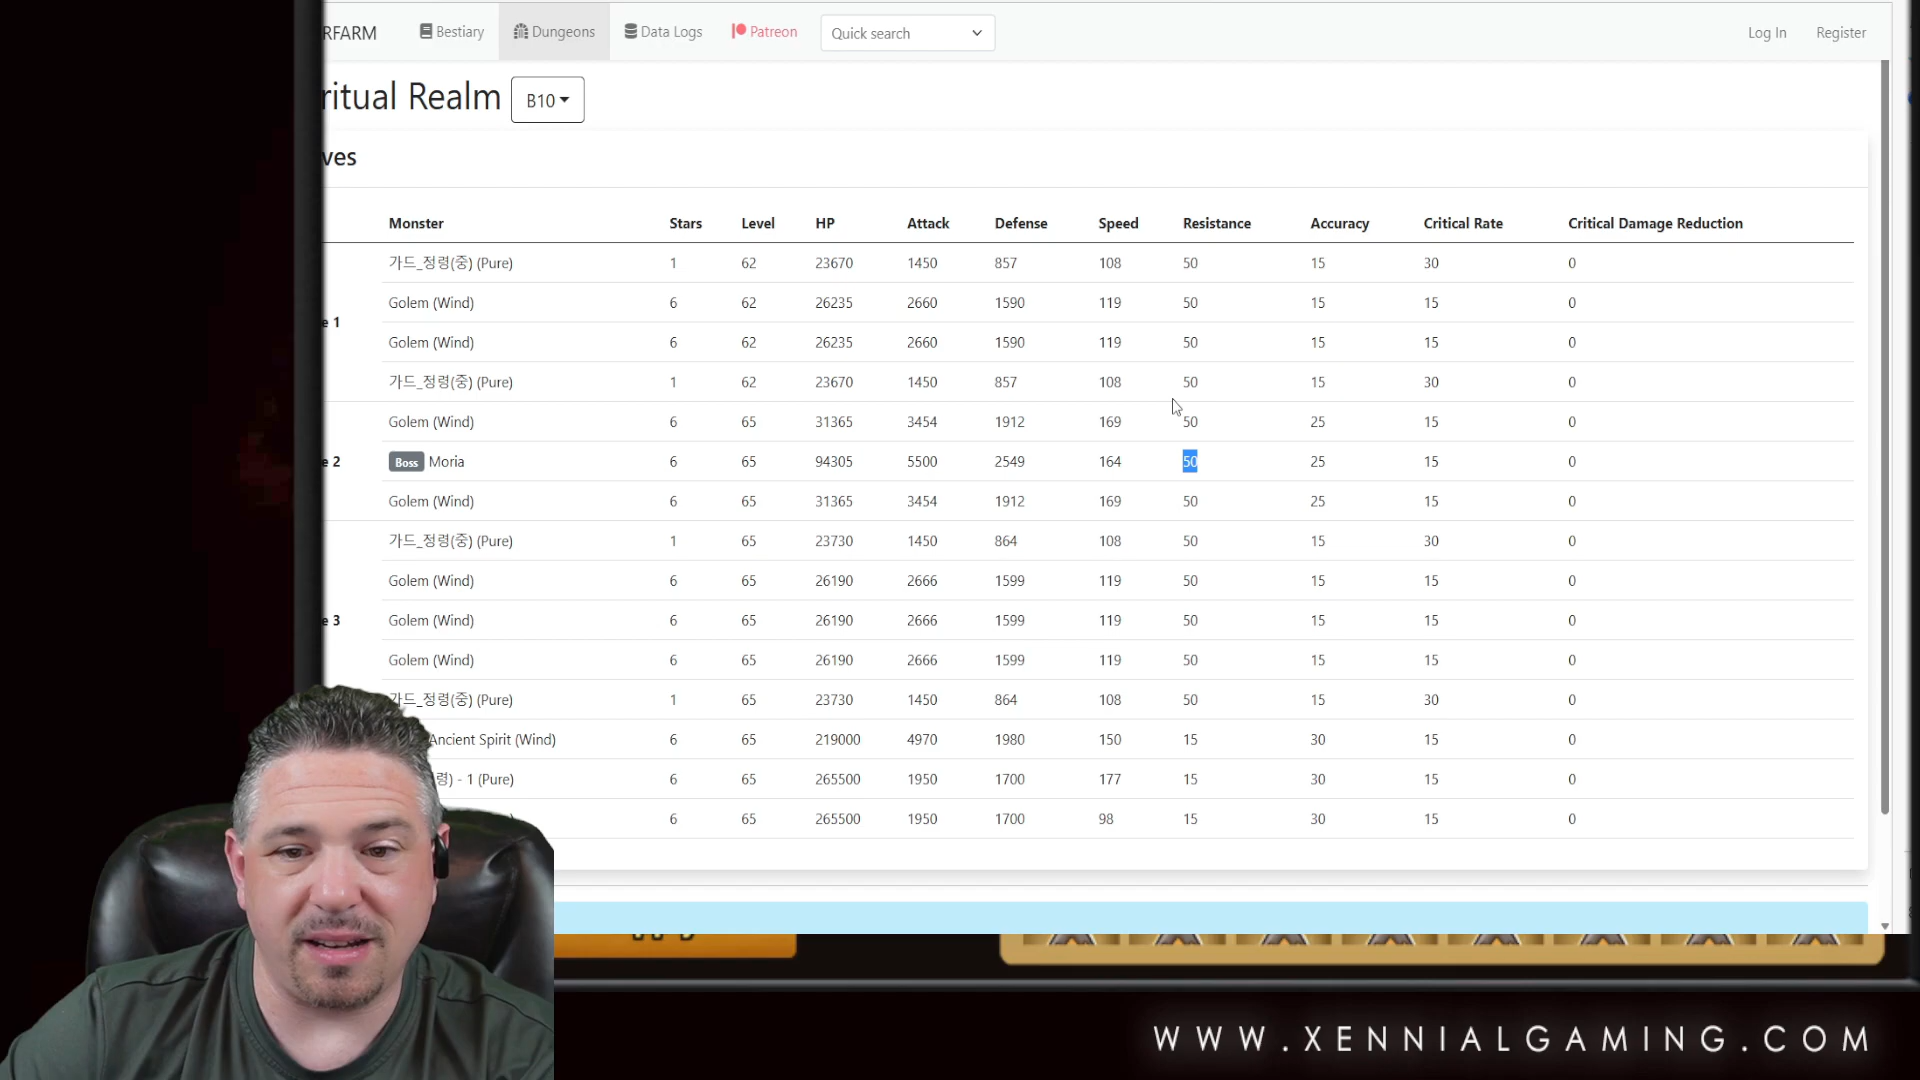 RFARM Bestiary Dungeons Data Logs Patreon Quick search Log In Register
ritual Realm B10
ves
Monster Stars Level HP Attack Defense Speed Resistance Accuracy Critical Rate Critical Damage Reduction
가드_정령(중) (Pure) 1 62 23670 1450 857 108 50 15 30 0
Golem (Wind) 6 62 26235 2660 1590 119 50 15 15 0
e 1
Golem (Wind) 6 62 26235 2660 1590 119 50 15 15 0
가드_정령(중) (Pure) 1 62 23670 1450 857 108 50 15 30 0
Golem (Wind) 6 65 31365 3454 1912 169 50 25 15 0
e 2 Boss Moria 6 65 94305 5500 2549 164 50 25 15 0
Golem (Wind) 6 65 31365 3454 1912 169 50 25 15 0
가드_정령(중) (Pure) 1 65 23730 1450 864 108 50 15 30 0
Golem (Wind) 6 65 26190 2666 1599 119 50 15 15 0
e 3 Golem (Wind) 6 65 26190 2666 1599 119 50 15 15 0
Golem (Wind) 6 65 26190 2666 1599 119 50 15 15 0
가드_정령(중) (Pure) 1 65 23730 1450 864 108 50 15 30 0
Ancient Spirit (Wind) 6 65 219000 4970 1980 150 15 30 15 0
령) - 1 (Pure) 6 65 265500 1950 1700 177 15 30 15 0
6 65 265500 1950 1700 98 15 30 15 0
WWW.XENNIALGAMING.COM